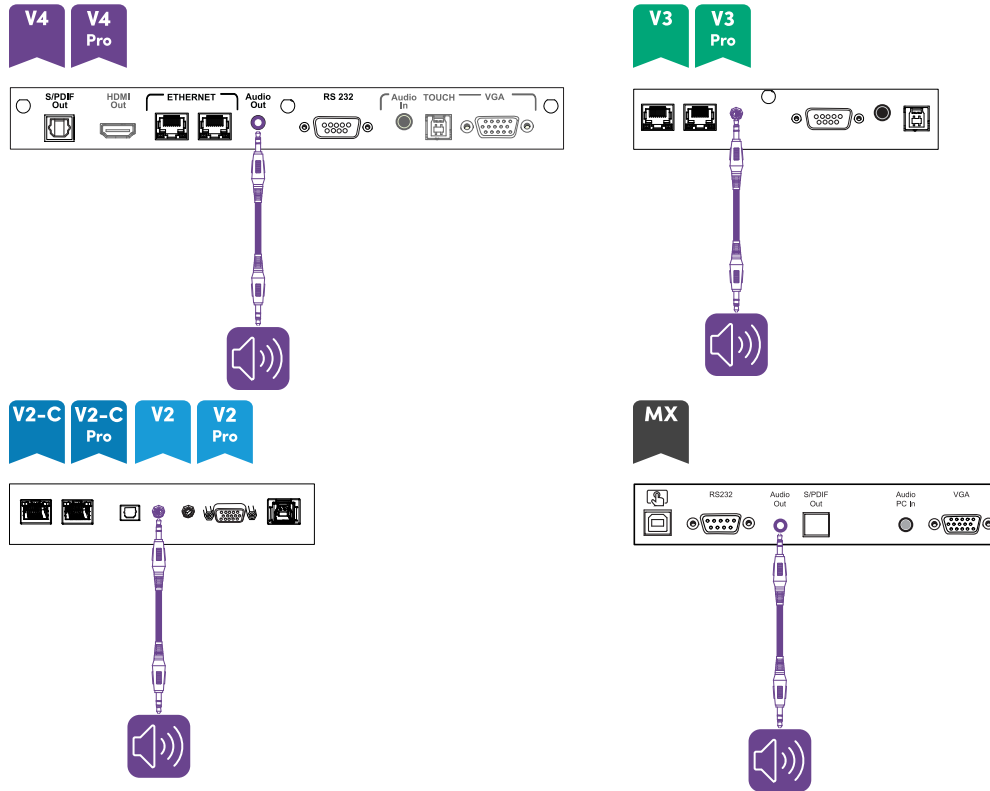 V4
V4
Pro
V3
V3
Pro
S/PDIF
Out
HDMI
Out
ETHERNET
Audio
Out
RS 232
Audio
In
TOUCH
VGA
V2-C
V2-C
Pro
V2
V2
Pro
MX
RS232
Audio
Out
S/PDIF
Out
Audio
PC In
VGA